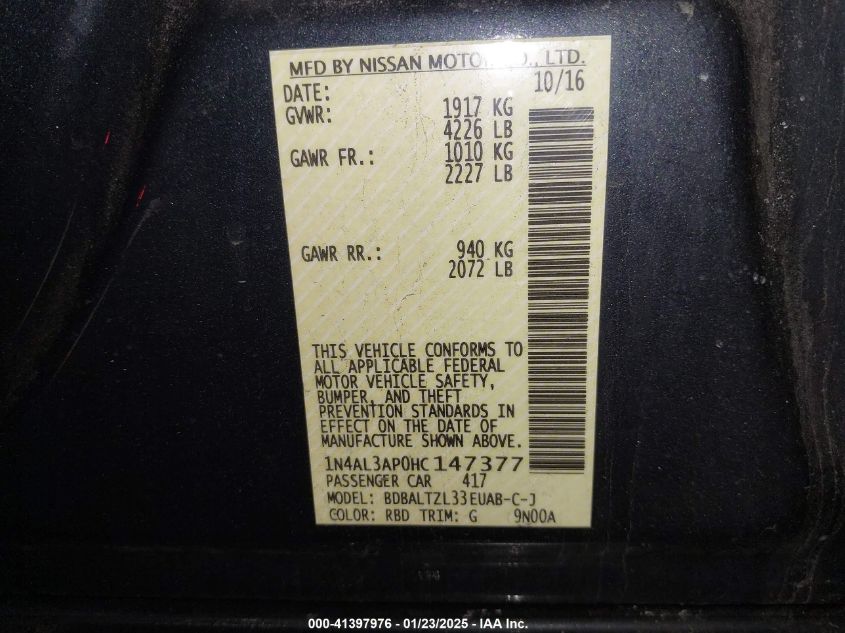 MFD BY NISSAN MOTOR CO., LTD.
DATE: 10/16
GVWR: 1917 KG
4226 LB
GAWR FR.: 1010 KG
2227 LB
GAWR RR.: 940 KG
2072 LB
THIS VEHICLE CONFORMS TO
ALL APPLICABLE FEDERAL
MOTOR VEHICLE SAFETY,
BUMPER, AND THEFT
PREVENTION STANDARDS IN
EFFECT ON THE DATE OF
MANUFACTURE SHOWN ABOVE.
1N4AL3AP0HC147377
PASSENGER CAR 417
MODEL: BDBALTZL33EUAB-C-J
COLOR: RBD TRIM: G 9N00A
000-41397976 - 01/23/2025 - IAA Inc.